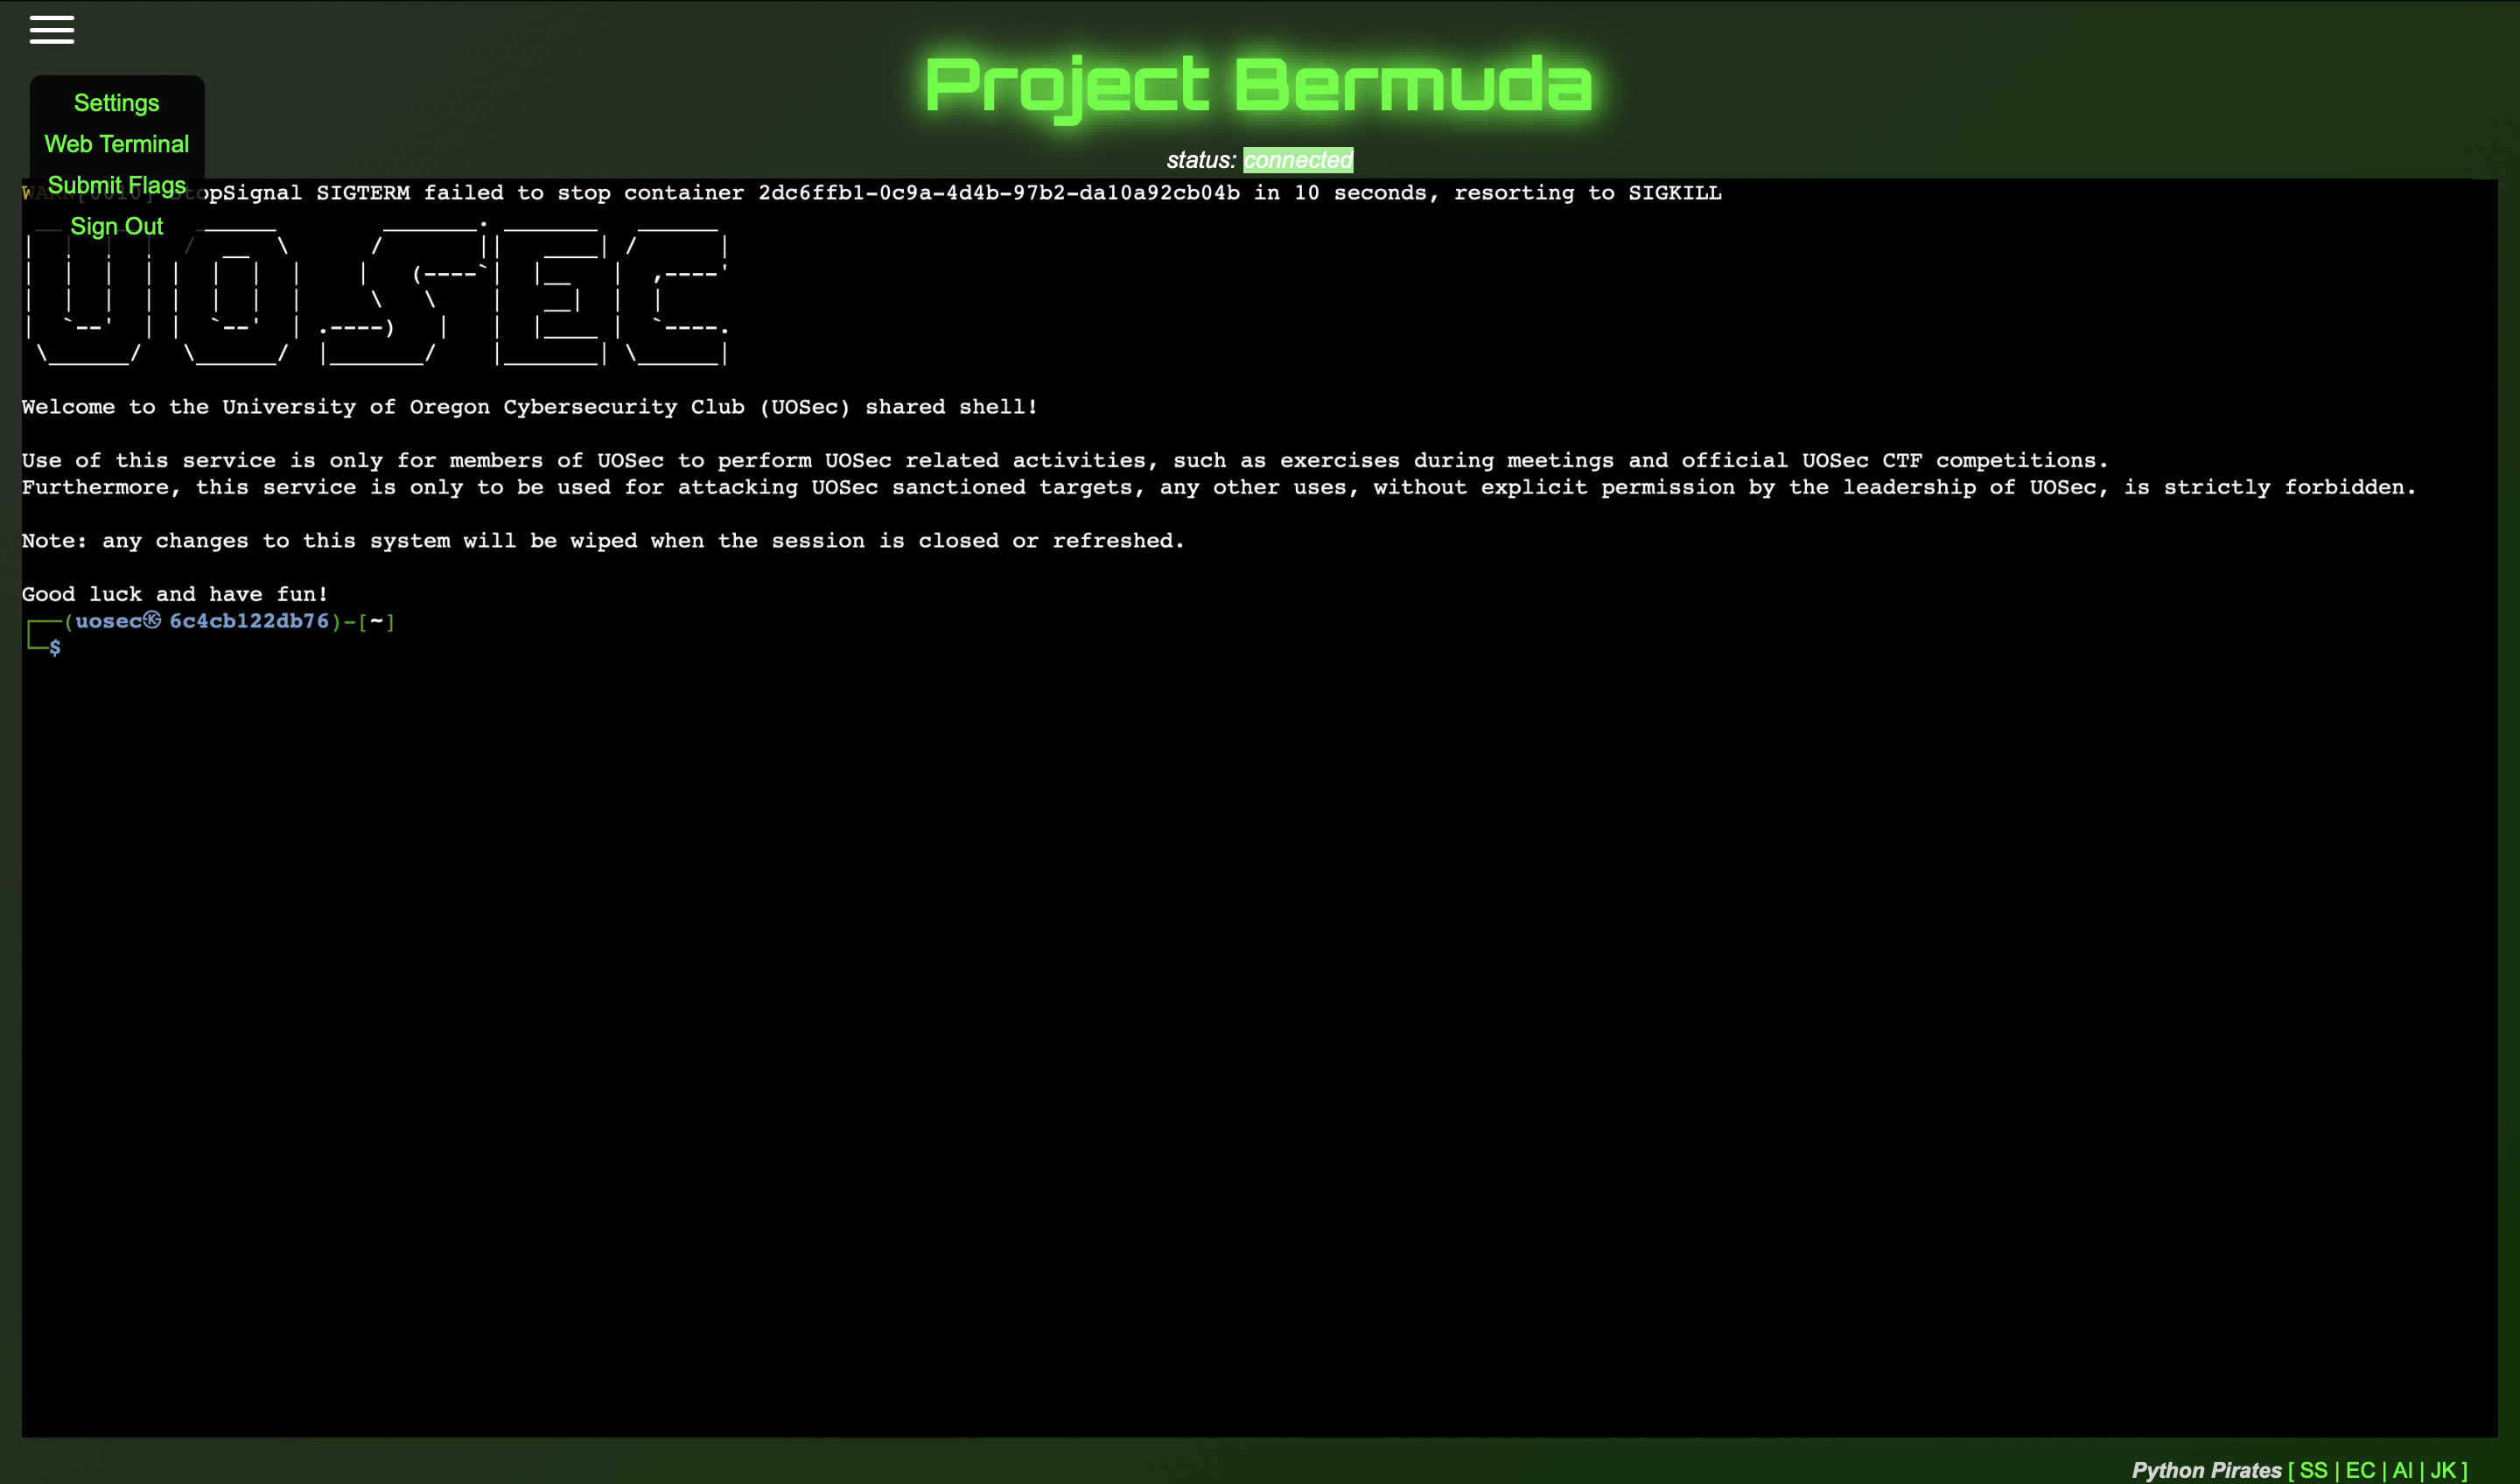 Project Bermuda
status: connected
Settings
Web Terminal
Submit Flags
Sign Out
StopSignal SIGTERM failed to stop container 2dc6ffb1-0c9a-4d4b-97b2-da10a92cb04b in 10 seconds, resorting to SIGKILL
UOSEC
Welcome to the University of Oregon Cybersecurity Club (UOSec) shared shell!
Use of this service is only for members of UOSec to perform UOSec related activities, such as exercises during meetings and official UOSec CTF competitions.
Furthermore, this service is only to be used for attacking UOSec sanctioned targets, any other uses, without explicit permission by the leadership of UOSec, is strictly forbidden.
Note: any changes to this system will be wiped when the session is closed or refreshed.
Good luck and have fun!
┌──(uosec㉿6c4cb122db76)-[~]
└─$
Python Pirates [ SS | EC | AI | JK ]